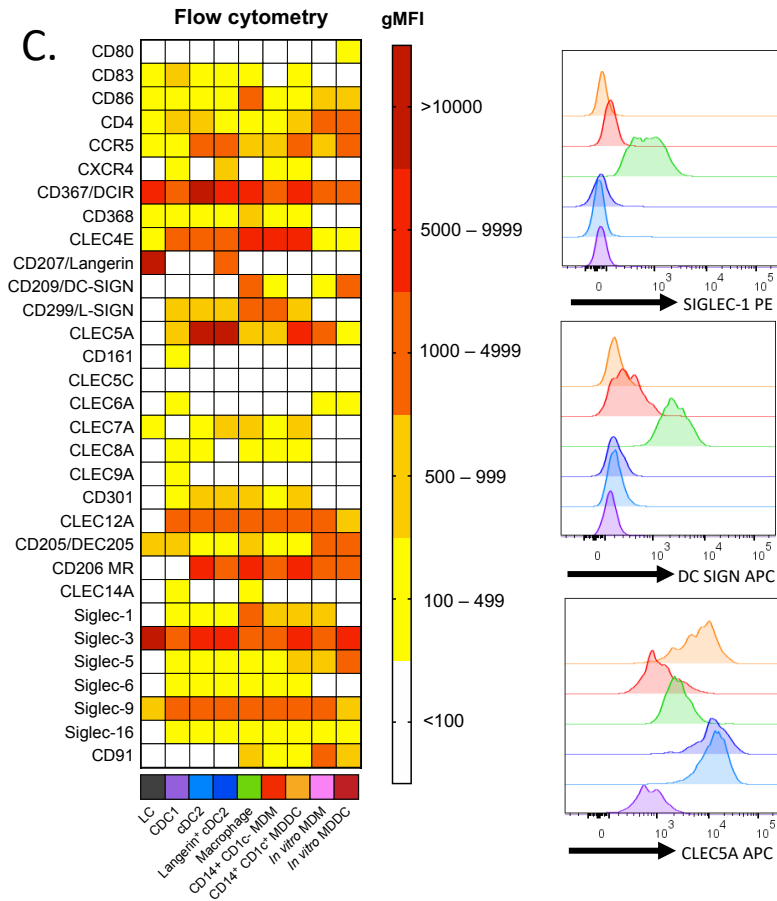 C.
Flow cytometry
gMFI
CD80
CD83
CD86
CD4
CCR5
CXCR4
CD367/DCIR
CD368
CLEC4E
CD207/Langerin
CD209/DC-SIGN
CD299/L-SIGN
CLEC5A
CD161
CLEC5C
CLEC6A
CLEC7A
CLEC8A
CLEC9A
CD301
CLEC12A
CD205/DEC205
CD206 MR
CLEC14A
Siglec-1
Siglec-3
Siglec-5
Siglec-6
Siglec-9
Siglec-16
CD91
LC
CDC1
cDC2
Langerin⁺ cDC2
Macrophage
CD14+ CD1c- MDM
CD14⁺ CD1c⁺ MDDC
In vitro MDM
In vitro MDDC
>10000
5000 – 9999
1000 – 4999
500 – 999
100 – 499
<100
0 10³ 10⁴ 10⁵
SIGLEC-1 PE
0 10³ 10⁴ 10⁵
DC SIGN APC
0 10³ 10⁴ 10⁵
CLEC5A APC